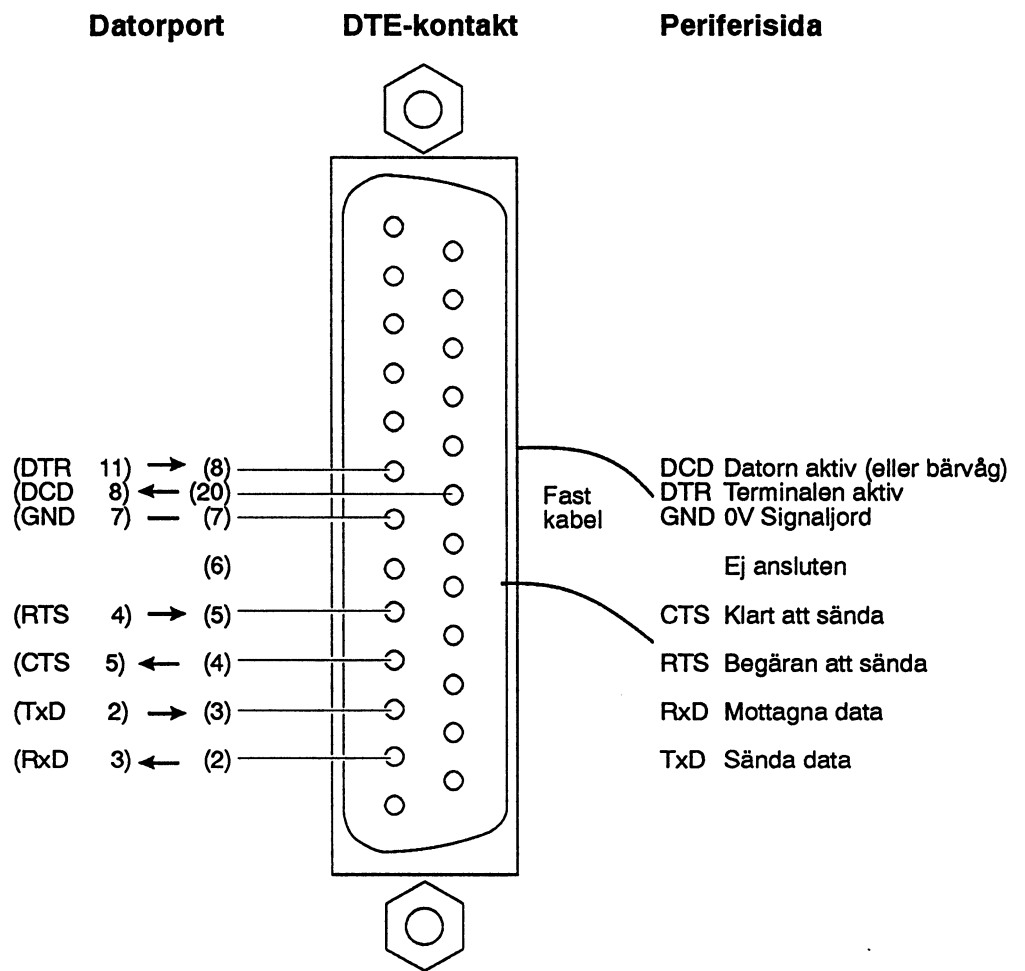 Datorport DTE-kontakt Periferisida
(DTR 11) (8) DCD Datorn aktiv (eller bärvåg)
(DCD 8) (20) DTR Terminalen aktiv
(GND 7) (7) GND 0V Signaljord
Fast
kabel
(6) Ej ansluten
(RTS 4) (5) CTS Klart att sända
(CTS 5) (4) RTS Begäran att sända
(TxD 2) (3) RxD Mottagna data
(RxD 3) (2) TxD Sända data